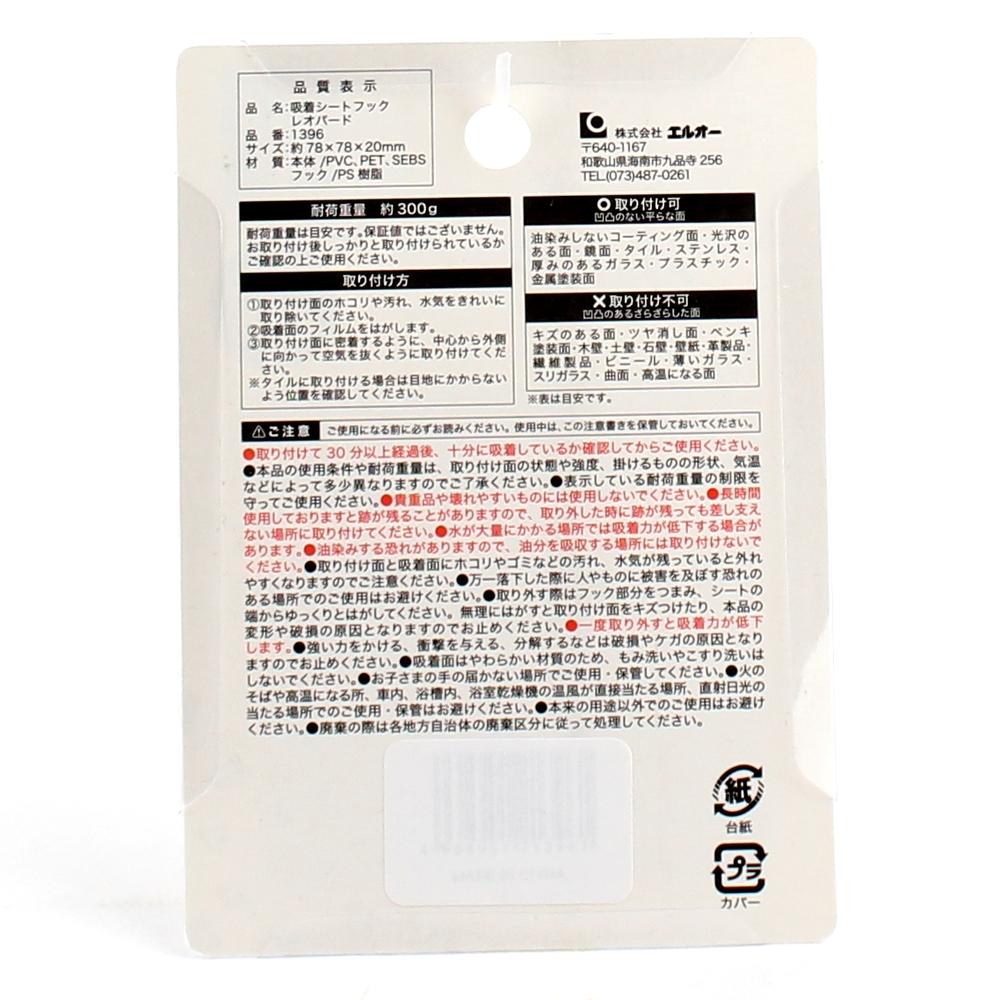 品質表示
品 名:吸着シートフック
レオパード
品 番:1396
サイズ:約78×78×20mm
材 質:本体/PVC、PET、SEBS
フック/PS樹脂
株式会社 エルオー
〒640-1167
和歌山県海南市九品寺256
TEL.(073)487-0261
耐荷重量 約300g
耐荷重量は目安です。保証値ではございません。
お取り付け後しっかりと取り付けられているか
ご確認の上ご使用ください。
取り付け方
①取り付け面のホコリや汚れ、水気をきれいに
取り除いてください。
②吸着面のフィルムをはがします。
③取り付け面に密着するように、中心から外側
に向かって空気を抜くように取り付けてくだ
さい。
※タイルに取り付ける場合は目地にかからない
よう位置を確認してください。
○取り付け可
凹凸のない平らな面
油染みしないコーティング面・光沢の
ある面・鏡面・タイル・ステンレス・
厚みのあるガラス・プラスチック・
金属塗装面
×取り付け不可
凹凸のあるざらざらした面
キズのある面・ツヤ消し面・ペンキ
塗装面・木壁・土壁・石壁・壁紙・革製品・
繊維製品・ビニール・薄いガラス・
スリガラス・曲面・高温になる面
※表は目安です。
⚠ご注意 ご使用になる前に必ずお読みください。使用中は、この注意書きを保管しておいてください。
●取り付けて30分以上経過後、十分に吸着しているか確認してからご使用ください。
●本品の使用条件や耐荷重量は、取り付け面の状態や強度、掛けるものの形状、気温
などによって多少異なりますのでご了承ください。●表示している耐荷重量の制限を
守ってご使用ください。●貴重品や壊れやすいものには使用しないでください。●長時間
使用しておりますと跡が残ることがありますので、取り外した時に跡が残っても差し支え
ない場所に取り付けてください。●水が大量にかかる場所では吸着力が低下する場合が
あります。●油染みする恐れがありますので、油分を吸収する場所には取り付けないで
ください。●取り付け面と吸着面にホコリやゴミなどの汚れ、水気が残っていると外れ
やすくなりますのでご注意ください。●万一落下した際に人やものに被害を及ぼす恐れの
ある場所でのご使用はお避けください。●取り外す際はフック部分をつまみ、シートの
端からゆっくりとはがしてください。無理にはがすと取り付け面をキズつけたり、本品の
変形や破損の原因となりますのでお止めください。●一度取り外すと吸着力が低下
します。●強い力をかける、衝撃を与える、分解するなどは破損やケガの原因となり
ますのでお止めください。●吸着面はやわらかい材質のため、もみ洗いやこすり洗いは
しないでください。●お子さまの手の届かない場所でご使用・保管してください。●火の
そばや高温になる所、車内、浴槽内、浴室乾燥機の温風が直接当たる場所、直射日光の
当たる場所でのご使用・保管はお避けください。●本来の用途以外でのご使用はお避け
ください。●廃棄の際は各地方自治体の廃棄区分に従って処理してください。
紙
台紙
プラ
カバー